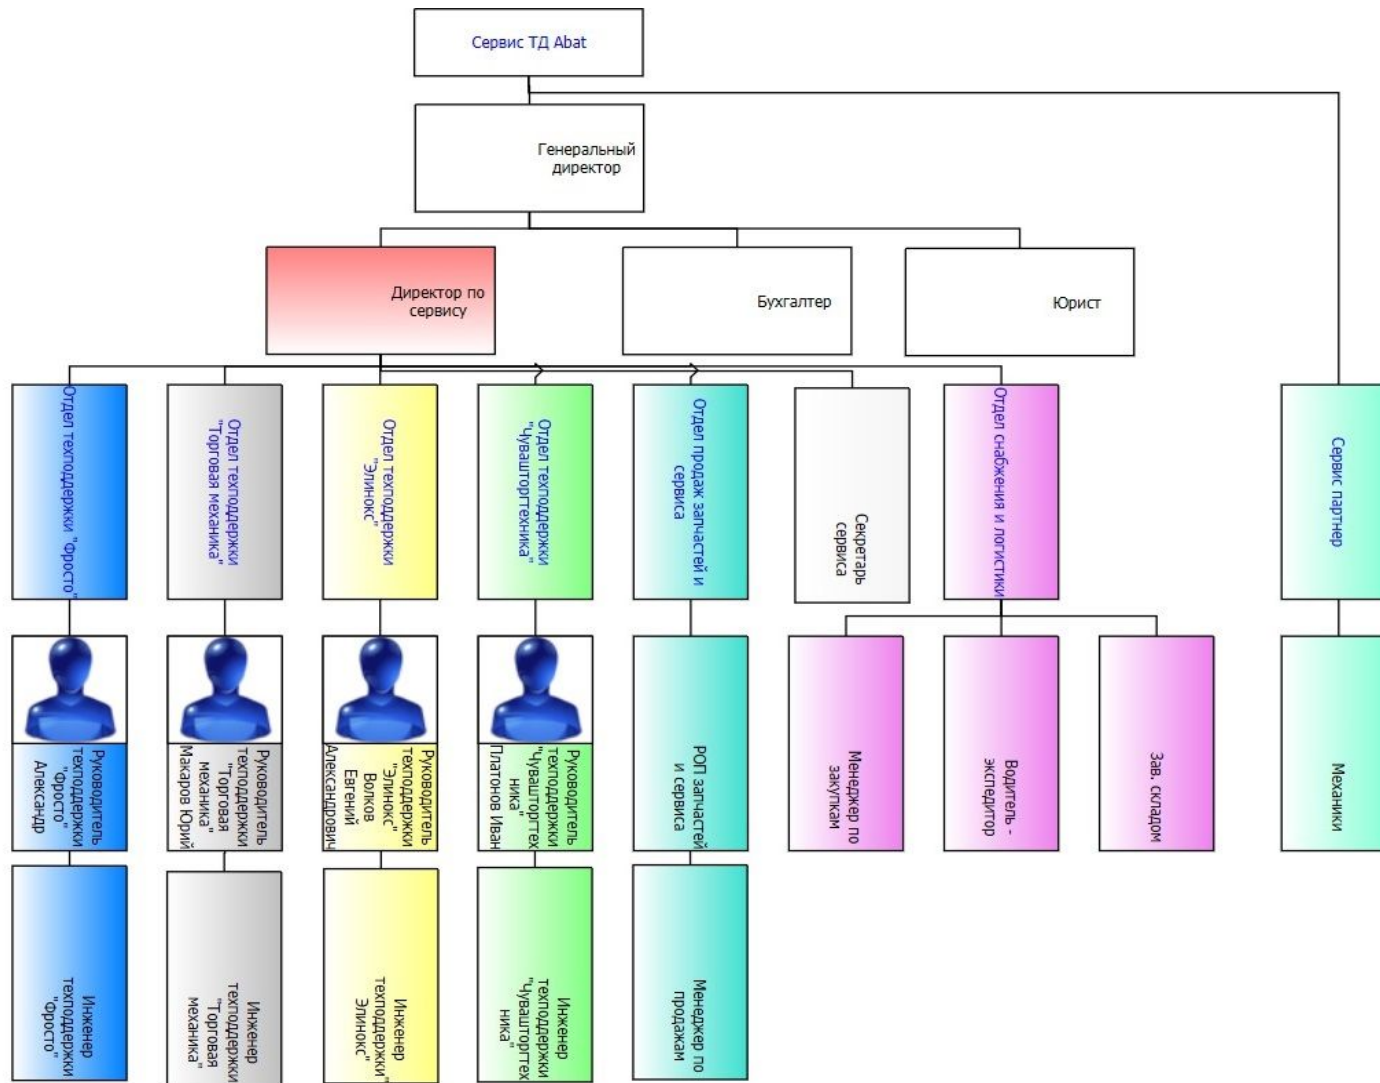 Сервис ТД Abat
Генеральный
директор
Директор по
сервису
Бухгалтер
Юрист
Отдел техподдержки "Фросто"
Отдел техподдержки
"Торговая механика"
Отдел техподдержки
"Элинокс"
Отдел техподдержки
"Чувашторгтехника"
Отдел продаж запчастей и
сервиса
Секретарь
сервиса
Отдел снабжения и логистики
Сервис партнер
Руководитель
техподдержки
"Фросто"
Александр
Руководитель
техподдержки
"Торговая
механика"
Макаров Юрий
Руководитель
техподдержки
"Элинокс"
Волков
Евгений
Александрович
Руководитель
техподдержки
"Чувашторгтех
ника"
Платонов Иван
РОП запчастей
и сервиса
Менеджер по
закупкам
Водитель -
экспедитор
Зав. складом
Механики
Инженер
техподдержки
"Фросто"
Инженер
техподдержки
"Торговая
механика"
Инженер
техподдержки"
Элинокс"
Инженер
техподдержки
"Чувашторгтех
ника"
Менеджер по
продажам